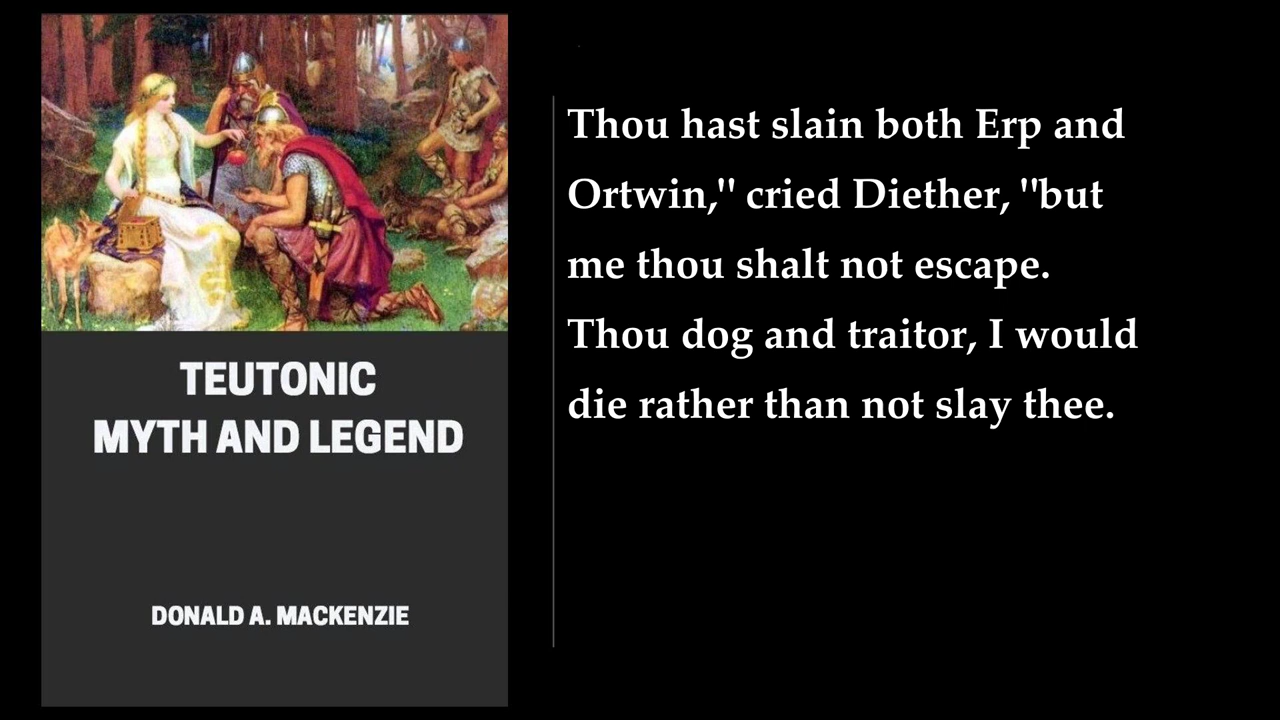 TEUTONIC
MYTH AND LEGEND
DONALD A. MACKENZIE
Thou hast slain both Erp and
Ortwin," cried Diether, "but
me thou shalt not escape.
Thou dog and traitor, I would
die rather than not slay thee.